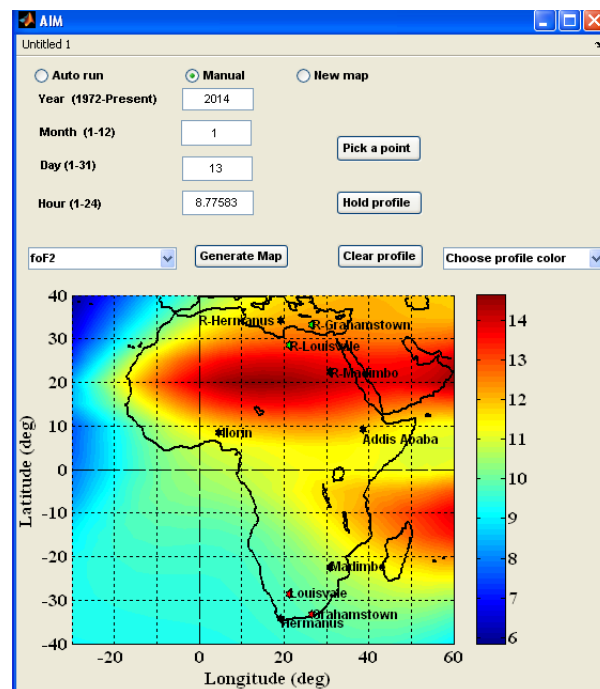 AIM
Untitled 1
Auto run Manual New map
Year (1972-Present) 2014
Month (1-12) 1
Pick a point
Day (1-31) 13
Hour (1-24) 8.77583 Hold profile
foF2 Generate Map Clear profile Choose profile color
40
30
20
10
0
-10
-20
-30
-40
Latitude (deg)
R-Hermanus
R-Grahamstown
R-Louisvale
R-Madimbo
Ilorin
Addis Ababa
Madimbo
Louisvale
Grahamstown
Hermanus
-20 0 20 40 60
Longitude (deg)
14
13
12
11
10
9
8
7
6